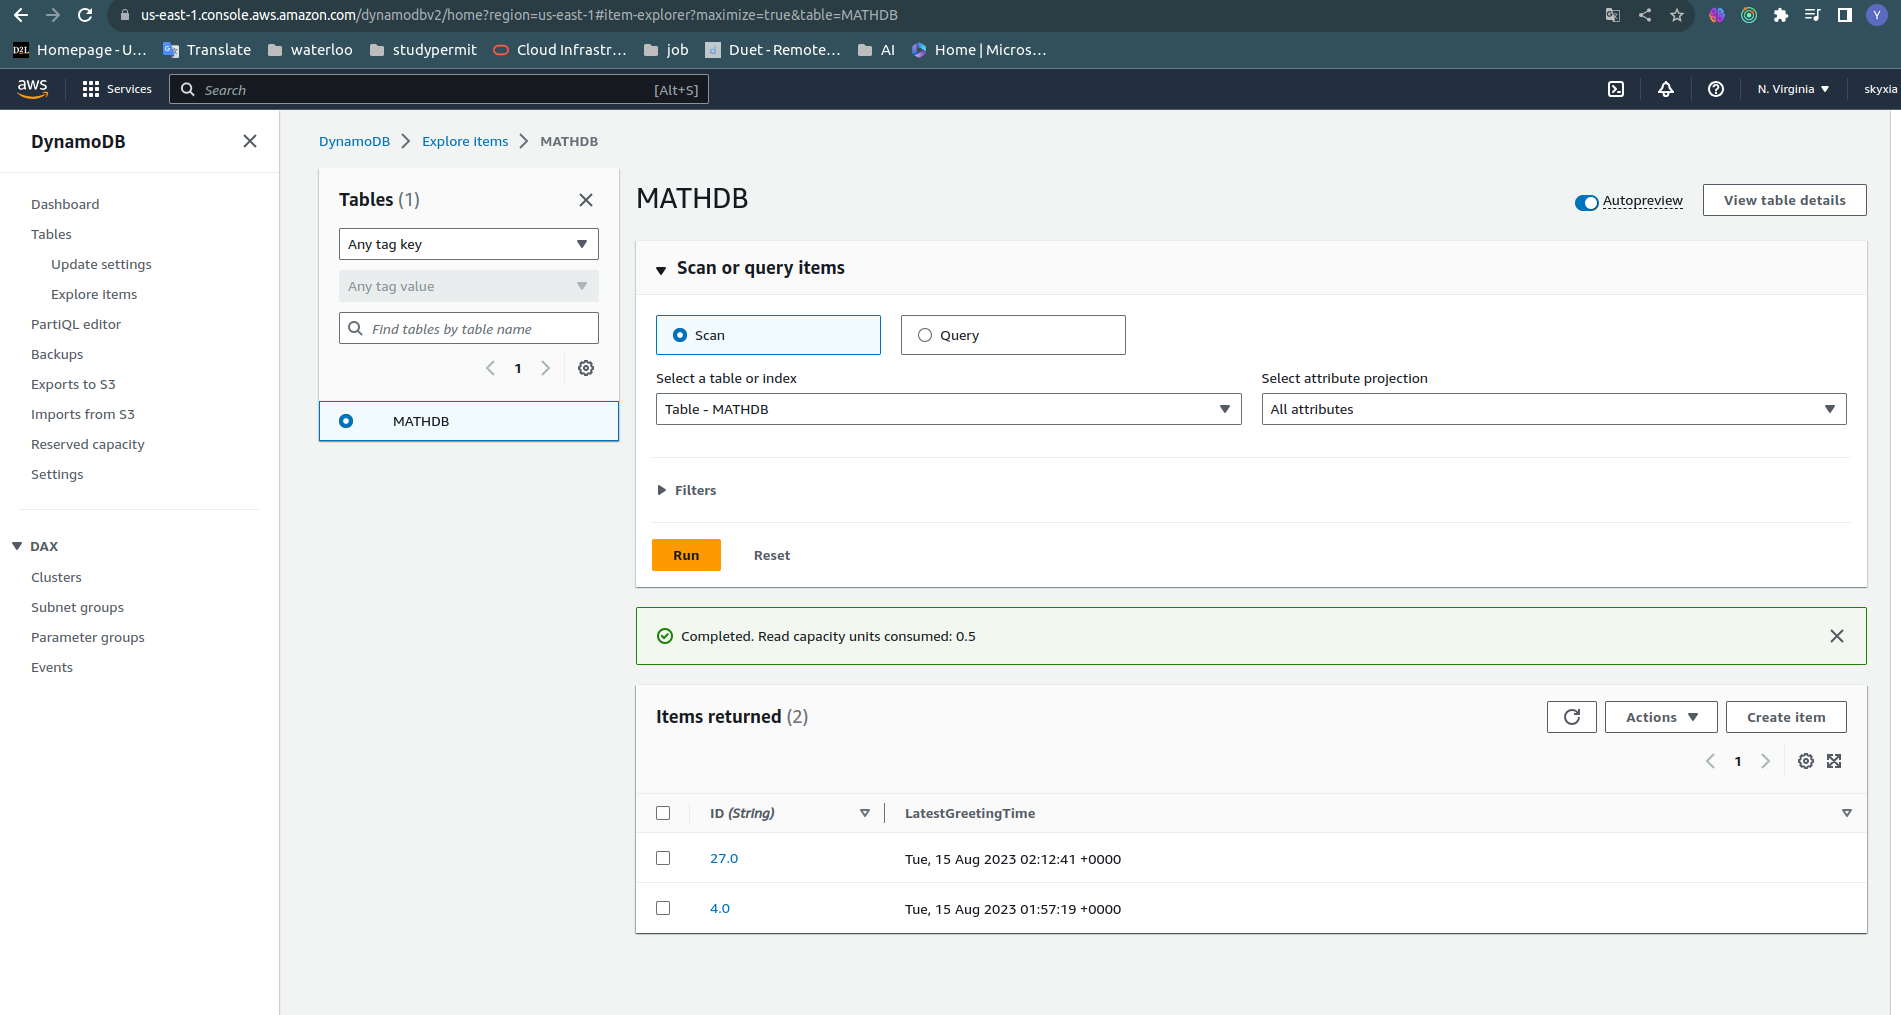 us-east-1.console.aws.amazon.com/dynamodbv2/home?region=us-east-1#item-explorer?maximize=true&table=MATHDB
Y
D2L Homepage - U... Translate waterloo studypermit Cloud Infrastr... job d Duet - Remote... AI Home | Micros...
aws Services Search [Alt+S] N. Virginia skyxia
DynamoDB
Dashboard
Tables
Update settings
Explore items
PartiQL editor
Backups
Exports to S3
Imports from S3
Reserved capacity
Settings
DAX
Clusters
Subnet groups
Parameter groups
Events
DynamoDB Explore items MATHDB
Tables (1)
Any tag key
Any tag value
Find tables by table name
1
MATHDB
MATHDB
Autopreview
View table details
Scan or query items
Scan Query
Select a table or index Select attribute projection
Table - MATHDB All attributes
Filters
Run Reset
Completed. Read capacity units consumed: 0.5
Items returned (2)
Actions Create item
1
ID (String) LatestGreetingTime
27.0 Tue, 15 Aug 2023 02:12:41 +0000
4.0 Tue, 15 Aug 2023 01:57:19 +0000